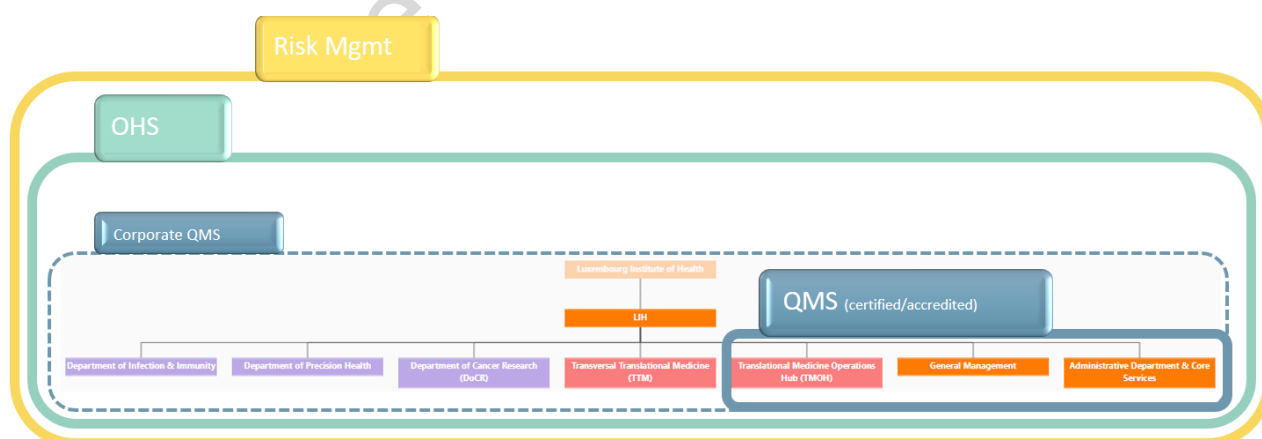 Risk Mgmt
OHS
Corporate QMS
Luxembourg Institute of Health
QMS (certified/accredited)
LIH
Department of Infection & Immunity
Department of Precision Health
Department of Cancer Research
(DoCR)
Transversal Translational Medicine
(TTM)
Translational Medicine Operations
Hub (TMOH)
General Management
Administrative Department & Core
Services